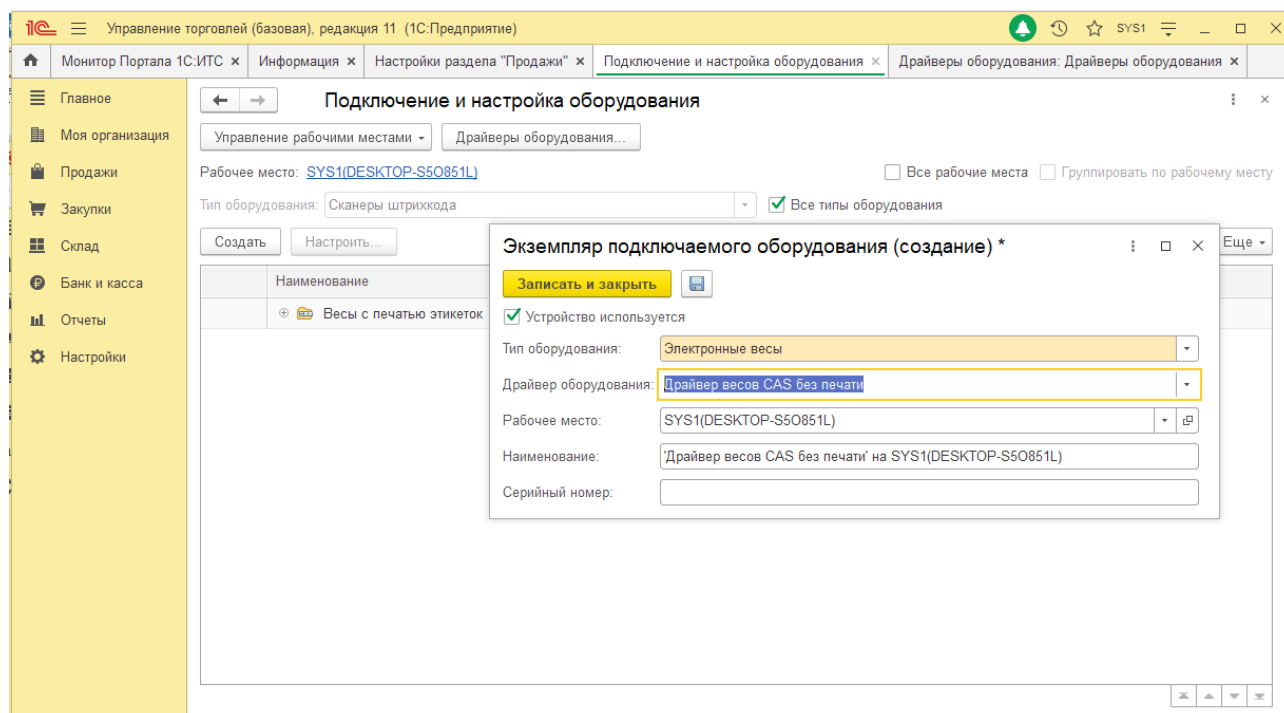 1С Управление торговлей (базовая), редакция 11 (1С:Предприятие) SYS1
Монитор Портала 1С:ИТС × Информация × Настройки раздела "Продажи" × Подключение и настройка оборудования × Драйверы оборудования: Драйверы оборудования ×
Главное
Моя организация
Продажи
Закупки
Склад
Банк и касса
Отчеты
Настройки
Подключение и настройка оборудования
Управление рабочими местами Драйверы оборудования...
Рабочее место: SYS1(DESKTOP-S5O851L) Все рабочие места Группировать по рабочему месту
Тип оборудования: Сканеры штрихкода Все типы оборудования
Создать Настроить... Еще
Наименование
Весы с печатью этикеток
Экземпляр подключаемого оборудования (создание) *
Записать и закрыть
Устройство используется
Тип оборудования: Электронные весы
Драйвер оборудования: Драйвер весов CAS без печати
Рабочее место: SYS1(DESKTOP-S5O851L)
Наименование: 'Драйвер весов CAS без печати' на SYS1(DESKTOP-S5O851L)
Серийный номер: